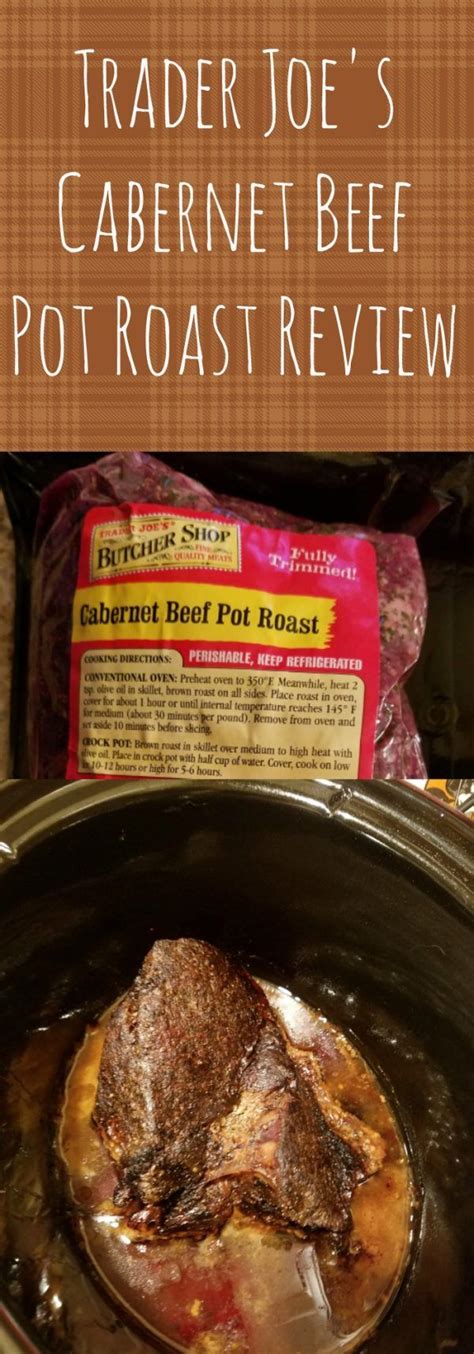 Trader Joe's
Cabernet Beef
Pot Roast Review
TRADER JOE'S
BUTCHER SHOP
FINE
QUALITY MEATS
Fully
Trimmed!
Cabernet Beef Pot Roast
COOKING DIRECTIONS: PERISHABLE, KEEP REFRIGERATED
CONVENTIONAL OVEN: Preheat oven to 350°F. Meanwhile, heat 2
tbsp. olive oil in skillet, brown roast on all sides. Place roast in oven,
cover for about 1 hour or until internal temperature reaches 145° F
for medium (about 30 minutes per pound). Remove from oven and
set aside 10 minutes before slicing.
CROCK POT: Brown roast in skillet over medium to high heat with
olive oil. Place in crock pot with half cup of water. Cover, cook on low
for 10-12 hours or high for 5-6 hours.